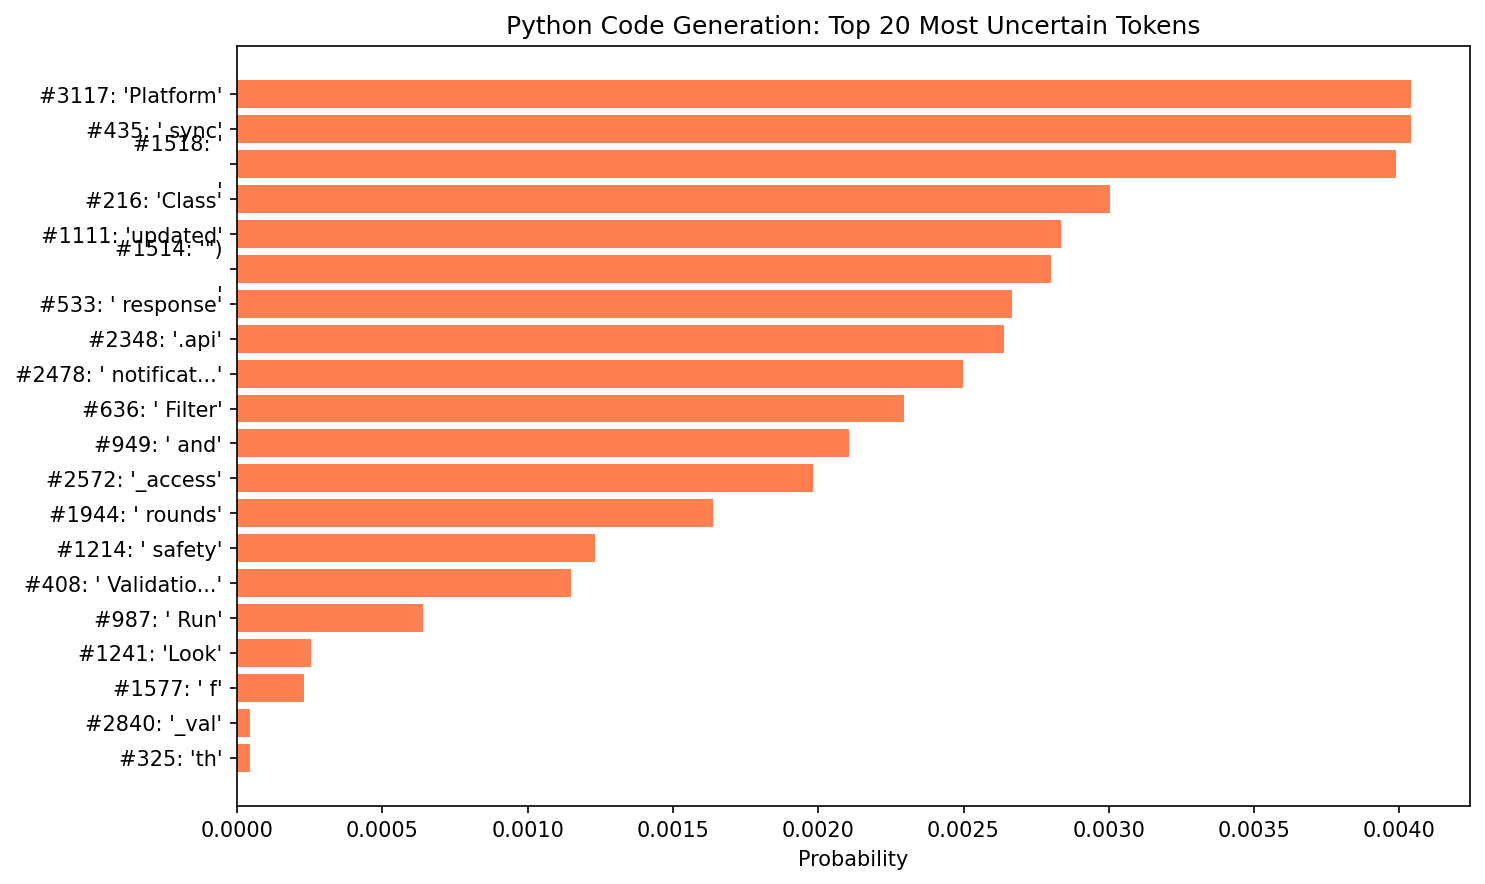 Python Code Generation: Top 20 Most Uncertain Tokens
#3117: 'Platform'
#435: ' sync'
#1518: '
'
#216: 'Class'
#1111: 'updated'
#1514: '")
'
#533: ' response'
#2348: '.api'
#2478: ' notificat...'
#636: ' Filter'
#949: ' and'
#2572: '_access'
#1944: ' rounds'
#1214: ' safety'
#408: ' Validatio...'
#987: ' Run'
#1241: 'Look'
#1577: ' f'
#2840: '_val'
#325: 'th'
0.0000 0.0005 0.0010 0.0015 0.0020 0.0025 0.0030 0.0035 0.0040
Probability